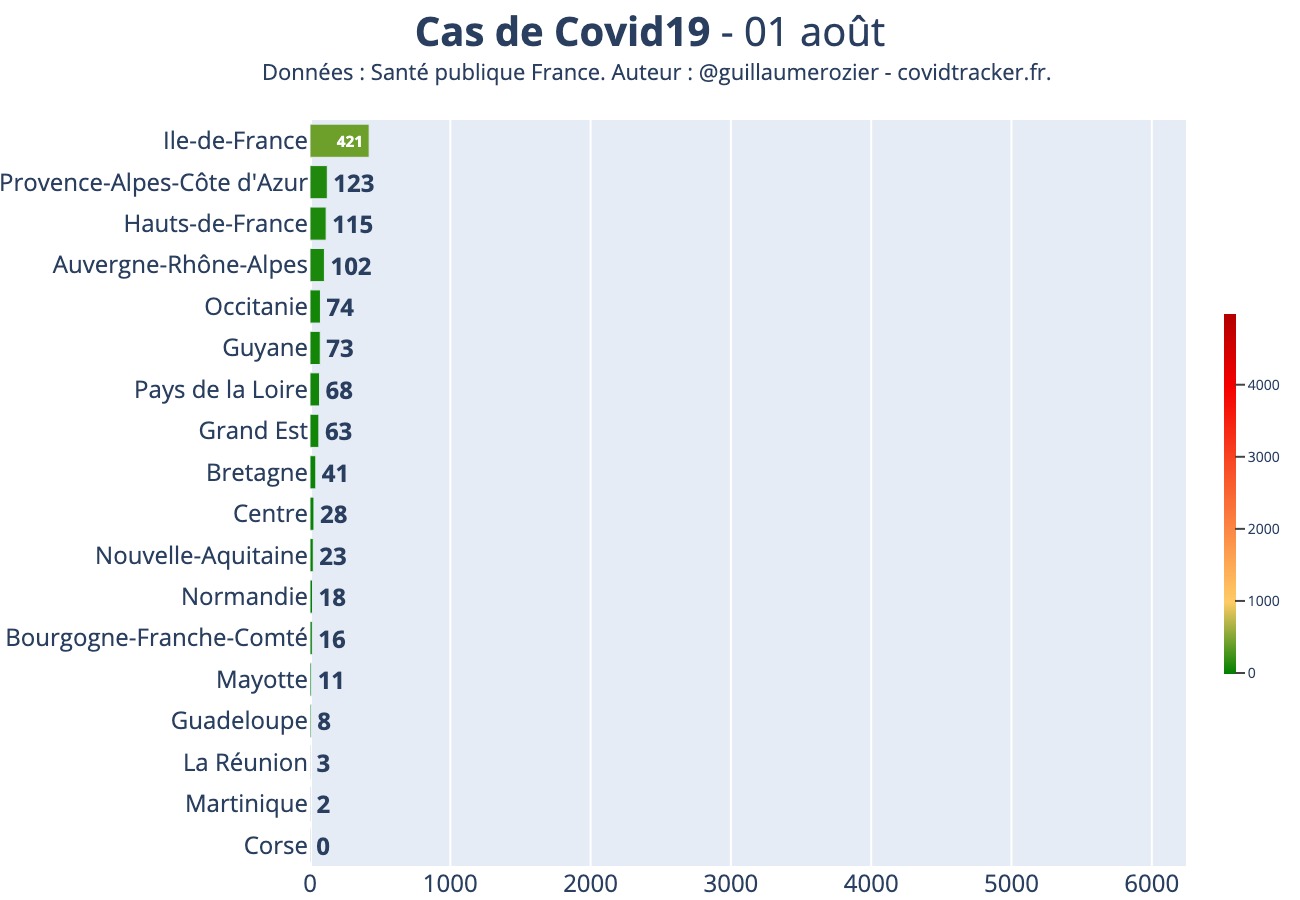 Cas de Covid19 - 01 août
Données : Santé publique France. Auteur : @guillaumerozier - covidtracker.fr.
Ile-de-France 421
Provence-Alpes-Côte d'Azur 123
Hauts-de-France 115
Auvergne-Rhône-Alpes 102
Occitanie 74
Guyane 73
Pays de la Loire 68
Grand Est 63
Bretagne 41
Centre 28
Nouvelle-Aquitaine 23
Normandie 18
Bourgogne-Franche-Comté 16
Mayotte 11
Guadeloupe 8
La Réunion 3
Martinique 2
Corse 0
0 1000 2000 3000 4000 5000 6000
4000
3000
2000
1000
0